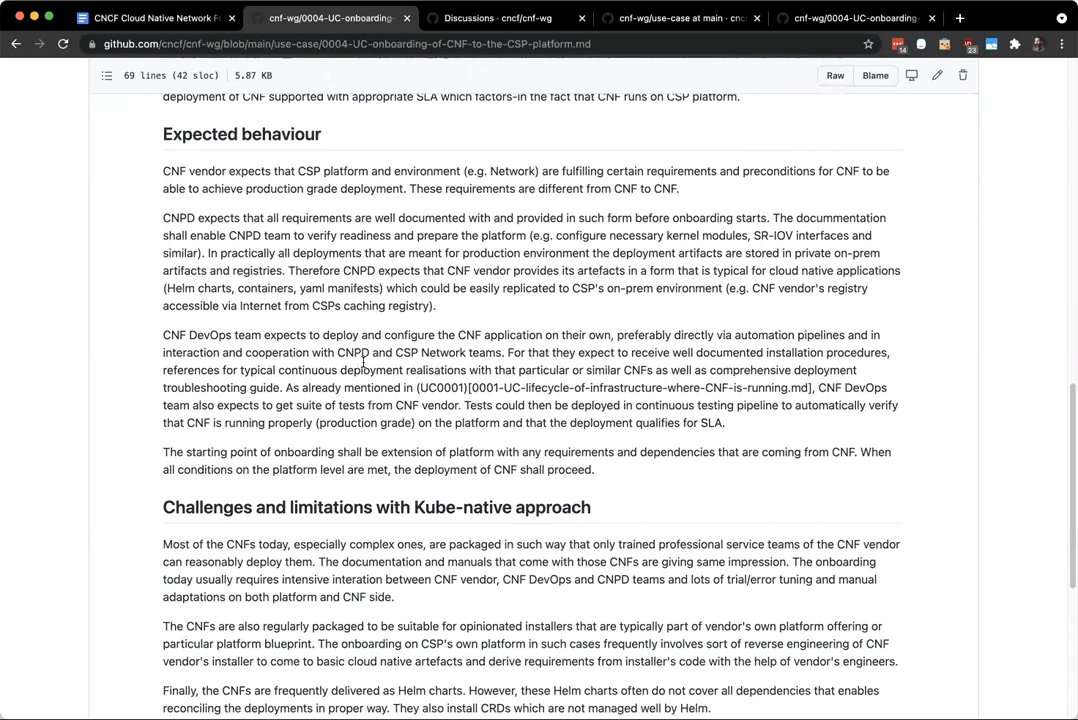 CNCF Cloud Native Network F
cnf-wg/0004-UC-onboarding-
Discussions · cncf/cnf-wg
cnf-wg/use-case at main · cnc
cnf-wg/0004-UC-onboarding-
github.com/cncf/cnf-wg/blob/main/use-case/0004-UC-onboarding-of-CNF-to-the-CSP-platform.md
14
23
69 lines (42 sloc) 5.87 KB
Raw Blame
deployment of CNF supported with appropriate SLA which factors-in the fact that CNF runs on CSP platform.
Expected behaviour
CNF vendor expects that CSP platform and environment (e.g. Network) are fulfilling certain requirements and preconditions for CNF to be
able to achieve production grade deployment. These requirements are different from CNF to CNF.
CNPD expects that all requirements are well documented with and provided in such form before onboarding starts. The docummentation
shall enable CNPD team to verify readiness and prepare the platform (e.g. configure necessary kernel modules, SR-IOV interfaces and
similar). In practically all deployments that are meant for production environment the deployment artifacts are stored in private on-prem
artifacts and registries. Therefore CNPD expects that CNF vendor provides its artefacts in a form that is typical for cloud native applications
(Helm charts, containers, yaml manifests) which could be easily replicated to CSP's on-prem environment (e.g. CNF vendor's registry
accessible via Internet from CSPs caching registry).
CNF DevOps team expects to deploy and configure the CNF application on their own, preferably directly via automation pipelines and in
interaction and cooperation with CNPD and CSP Network teams. For that they expect to receive well documented installation procedures,
references for typical continuous deployment realisations with that particular or similar CNFs as well as comprehensive deployment
troubleshooting guide. As already mentioned in (UC0001)[0001-UC-lifecycle-of-infrastructure-where-CNF-is-running.md], CNF DevOps
team also expects to get suite of tests from CNF vendor. Tests could then be deployed in continuous testing pipeline to automatically verify
that CNF is running properly (production grade) on the platform and that the deployment qualifies for SLA.
The starting point of onboarding shall be extension of platform with any requirements and dependencies that are coming from CNF. When
all conditions on the platform level are met, the deployment of CNF shall proceed.
Challenges and limitations with Kube-native approach
Most of the CNFs today, especially complex ones, are packaged in such way that only trained professional service teams of the CNF vendor
can reasonably deploy them. The documentation and manuals that come with those CNFs are giving same impression. The onboarding
today usually requires intensive interation between CNF vendor, CNF DevOps and CNPD teams and lots of trial/error tuning and manual
adaptations on both platform and CNF side.
The CNFs are also regularly packaged to be suitable for opinionated installers that are typically part of vendor's own platform offering or
particular platform blueprint. The onboarding on CSP's own platform in such cases frequently involves sort of reverse engineering of CNF
vendor's installer to come to basic cloud native artefacts and derive requirements from installer's code with the help of vendor's engineers.
Finally, the CNFs are frequently delivered as Helm charts. However, these Helm charts often do not cover all dependencies that enables
reconciling the deployments in proper way. They also install CRDs which are not managed well by Helm.